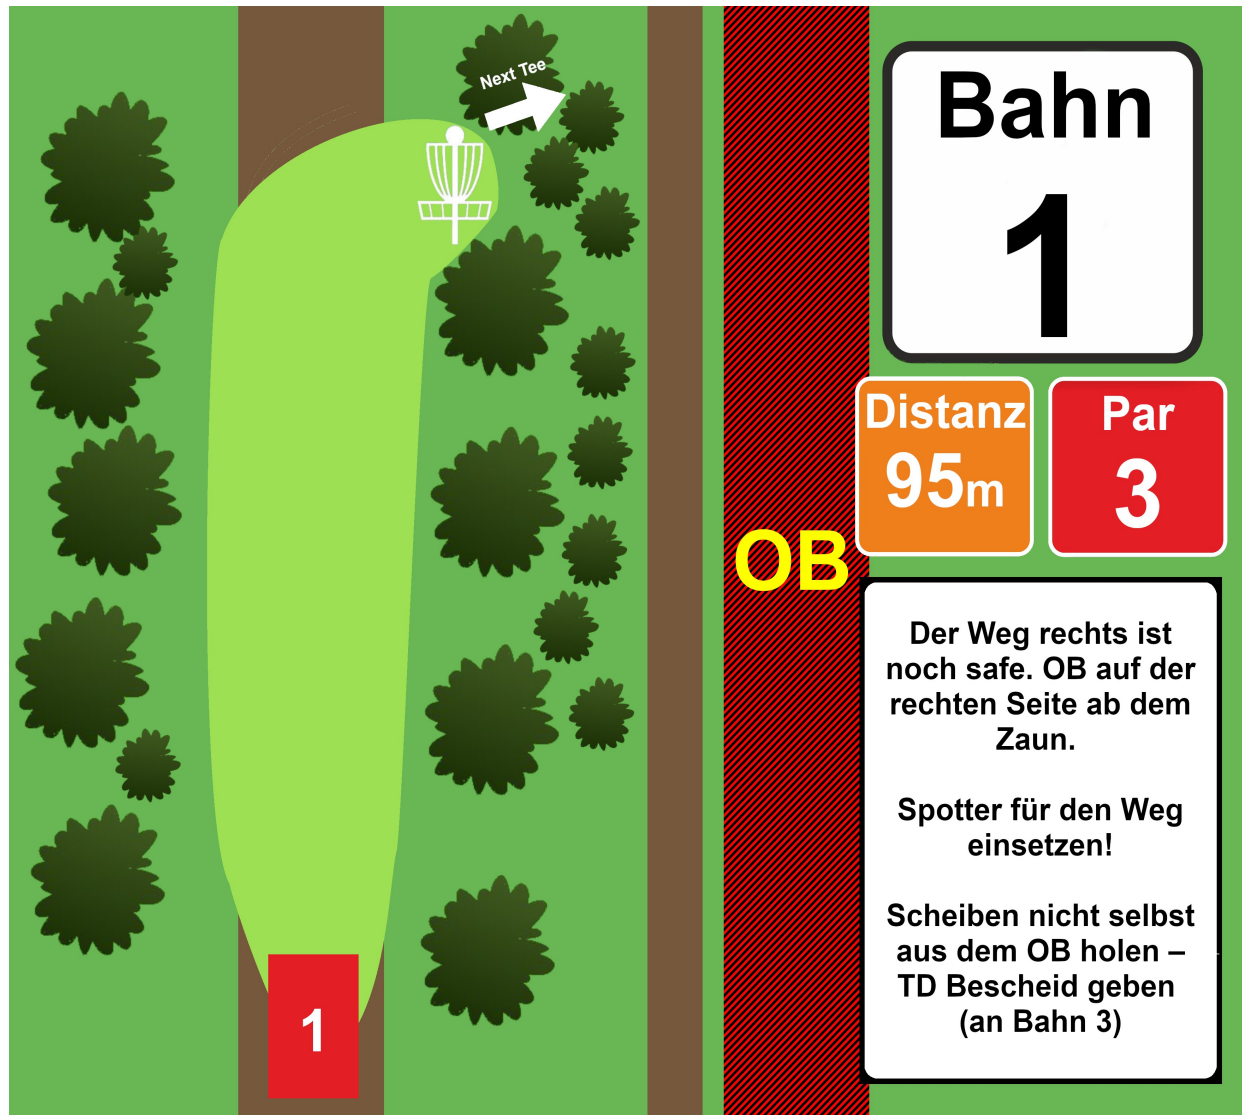 Next Tee
Bahn
1
Distanz
95m
Par
3
OB
Der Weg rechts ist
noch safe. OB auf der
rechten Seite ab dem
Zaun.
Spotter für den Weg
einsetzen!
Scheiben nicht selbst
aus dem OB holen –
TD Bescheid geben
(an Bahn 3)
1